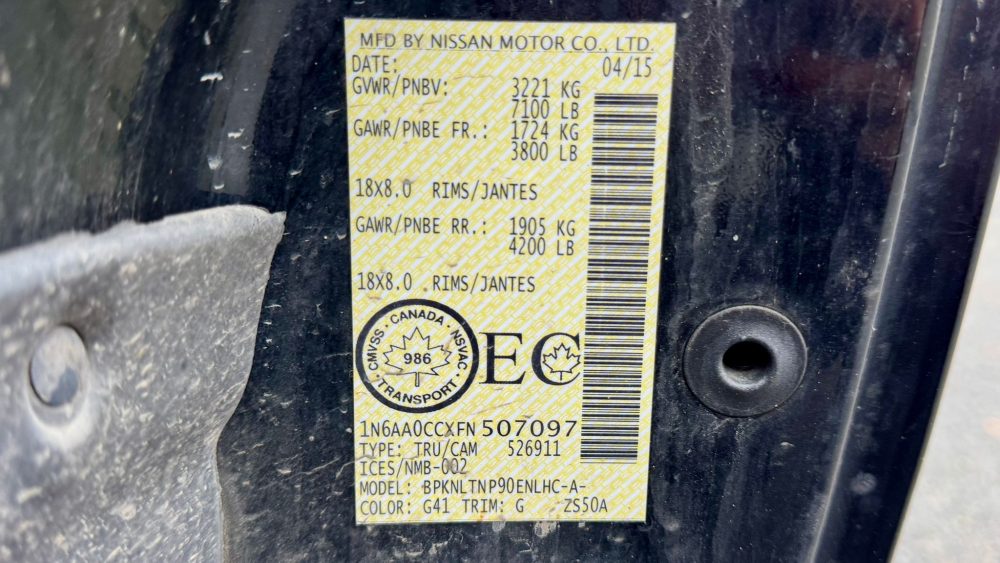 MFD BY NISSAN MOTOR CO., LTD.
DATE: 04/15
GVWR/PNBV: 3221 KG
7100 LB
GAWR/PNBE FR.: 1724 KG
3800 LB
18X8.0 RIMS/JANTES
GAWR/PNBE RR.: 1905 KG
4200 LB
18X8.0 RIMS/JANTES
CMVSS · CANADA · NSVAC · TRANSPORT ·
986
EC
1N6AA0CCXFN507097
TYPE: TRU/CAM 526911
ICES/NMB-002
MODEL: BPKNLTNP90ENLHC-A-
COLOR: G41 TRIM: G ZS50A